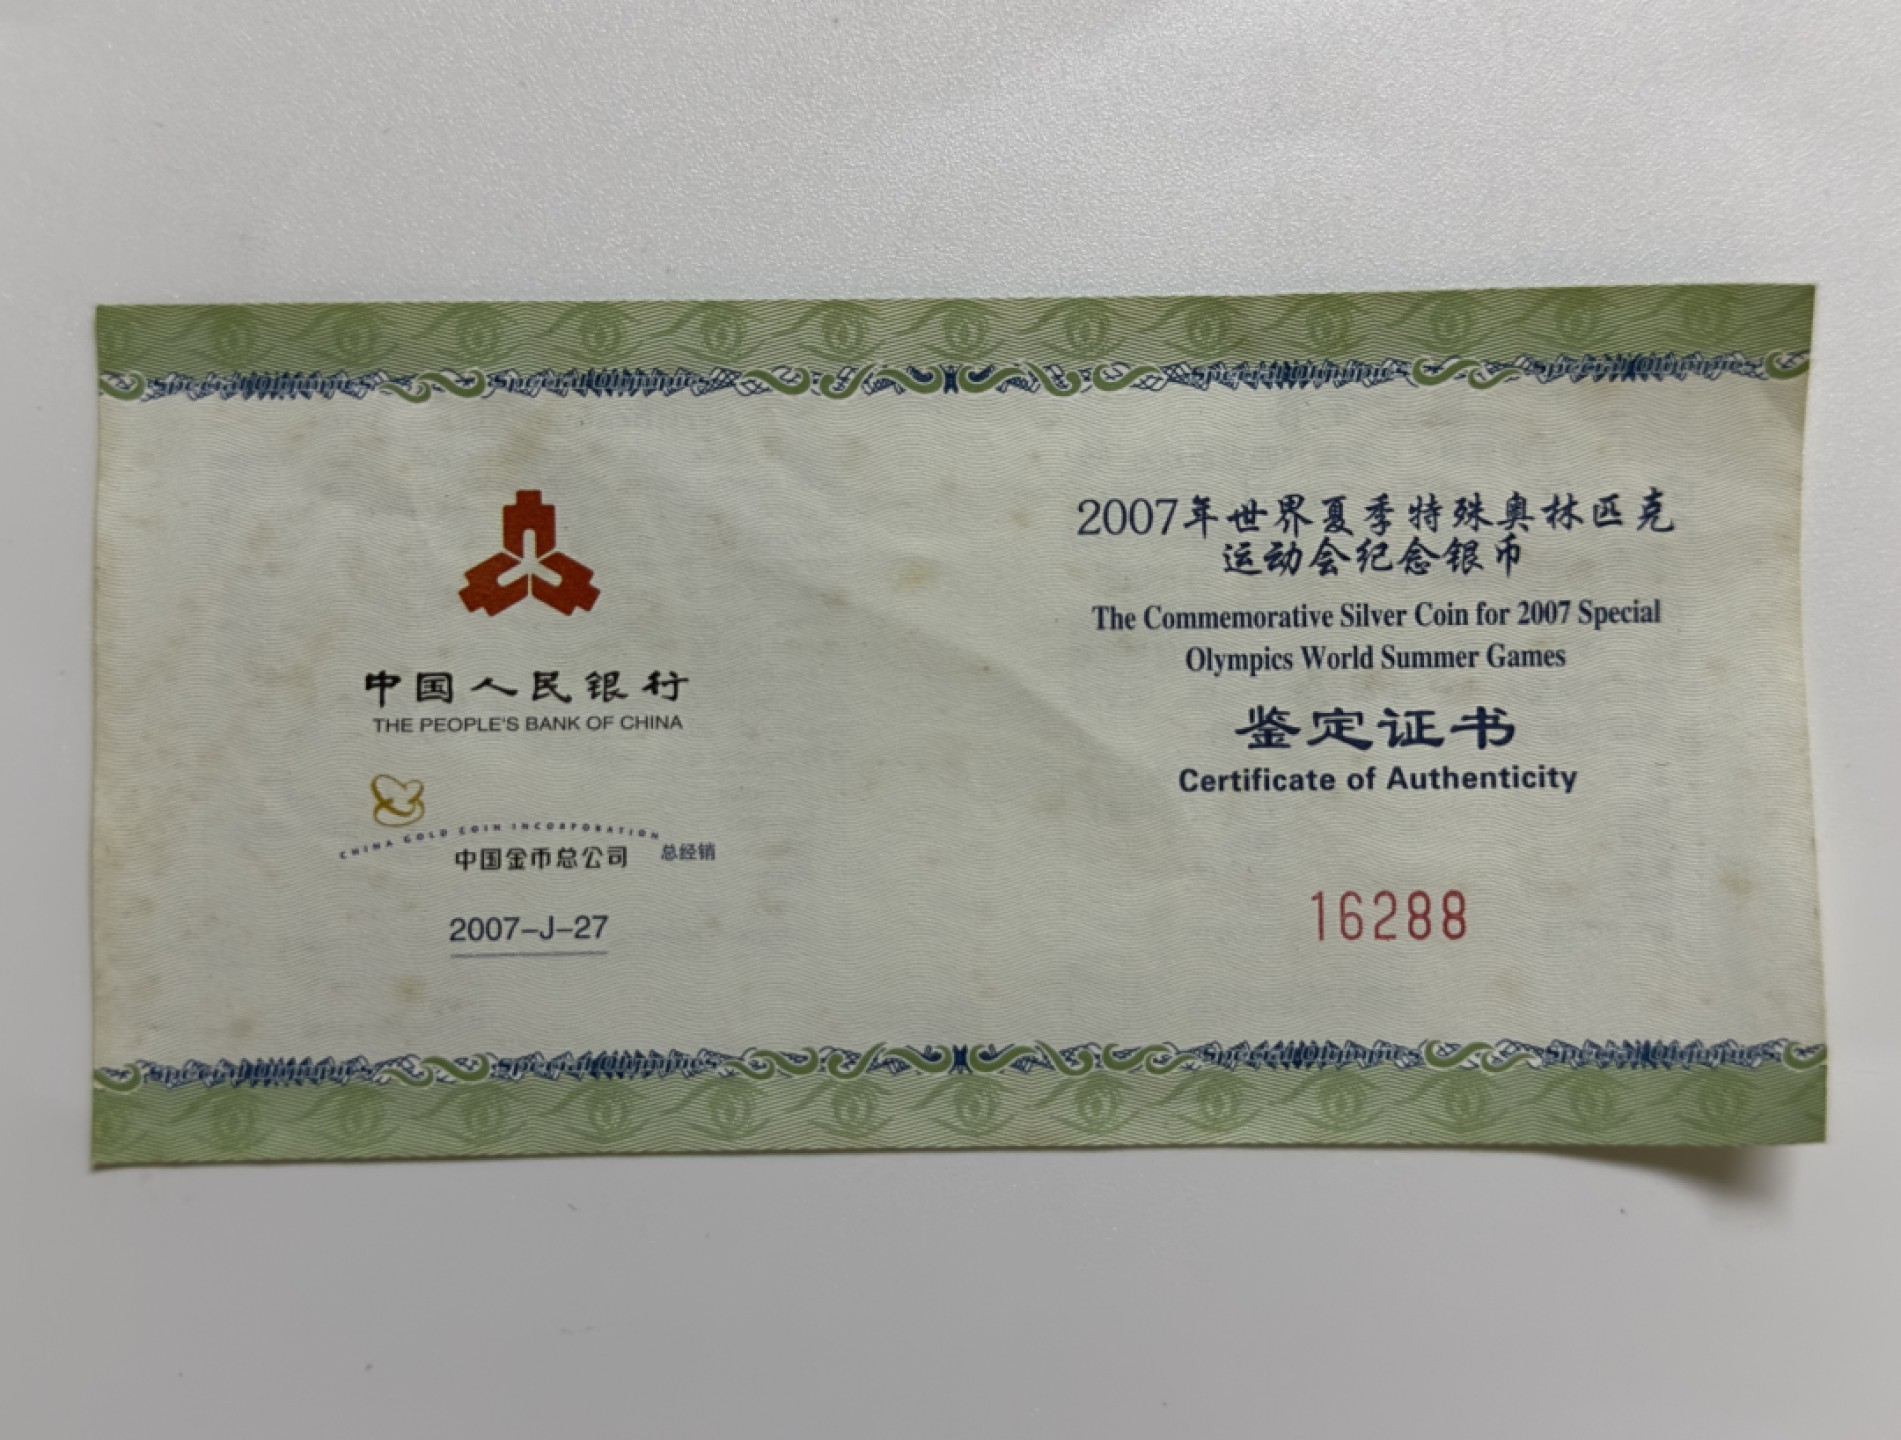 中国人民银行
THE PEOPLE'S BANK OF CHINA
CHINA GOLD COIN INCORPORATION
中国金币总公司 总经销
2007-J-27
2007年世界夏季特殊奥林匹克
运动会纪念银币
The Commemorative Silver Coin for 2007 Special
Olympics World Summer Games
鉴定证书
Certificate of Authenticity
16288